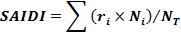 SAIDI = ∑ (rᵢ × Nᵢ)/N_T